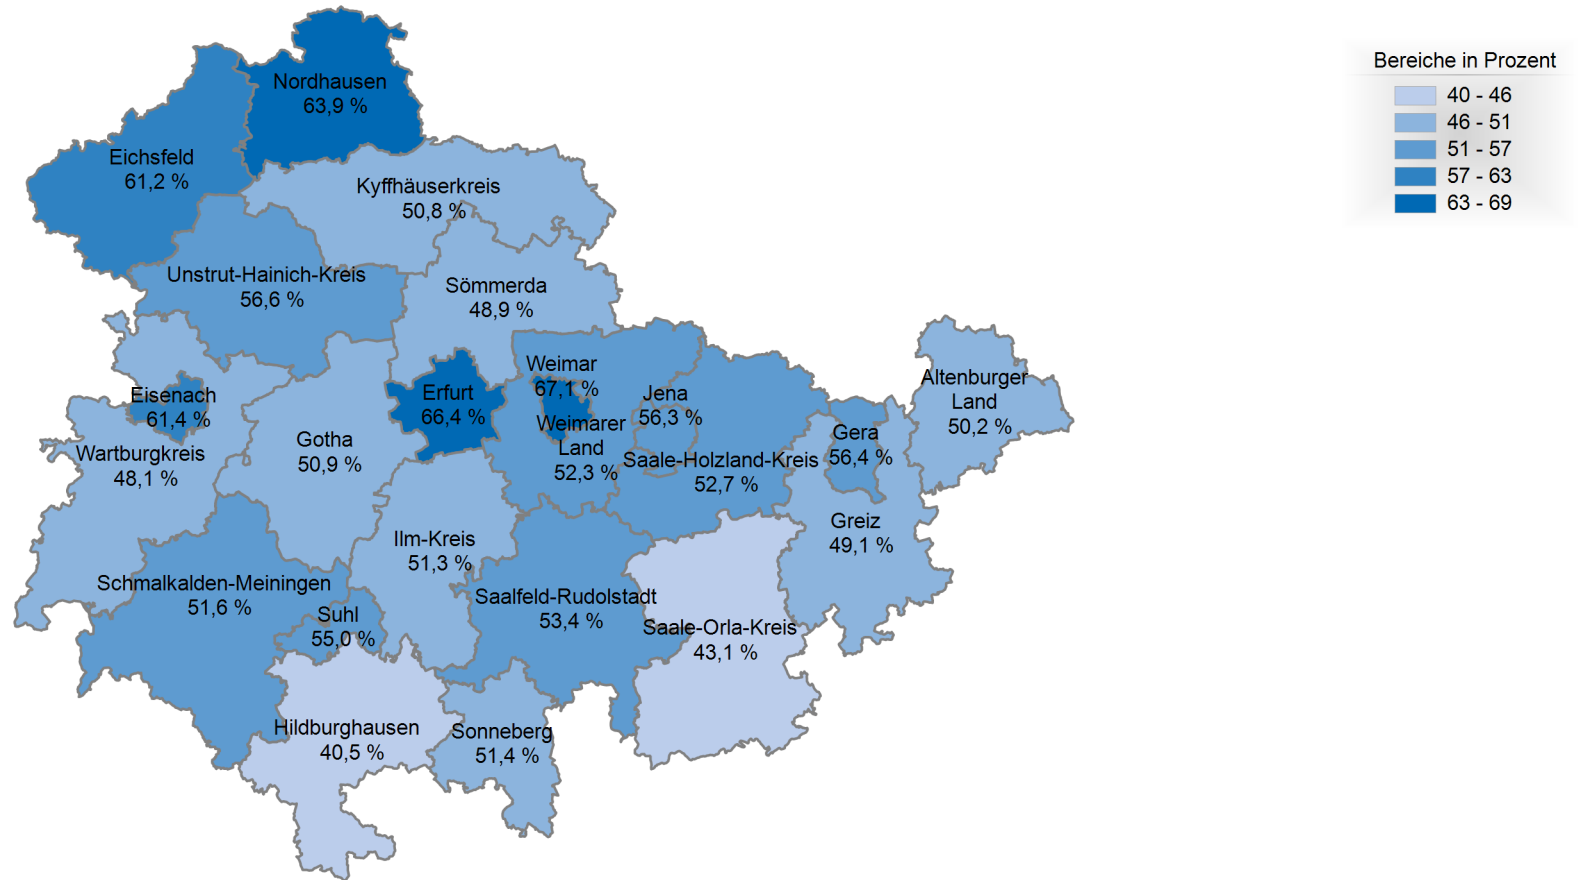 Bereiche in Prozent
40 - 46
46 - 51
51 - 57
57 - 63
63 - 69
Nordhausen
63,9 %
Eichsfeld
61,2 %
Kyffhäuserkreis
50,8 %
Unstrut-Hainich-Kreis
56,6 %
Sömmerda
48,9 %
Eisenach
61,4 %
Wartburgkreis
48,1 %
Gotha
50,9 %
Erfurt
66,4 %
Weimar
67,1 %
Weimarer
Land
52,3 %
Jena
56,3 %
Saale-Holzland-Kreis
52,7 %
Gera
56,4 %
Altenburger
Land
50,2 %
Greiz
49,1 %
Ilm-Kreis
51,3 %
Schmalkalden-Meiningen
51,6 %
Suhl
55,0 %
Saalfeld-Rudolstadt
53,4 %
Saale-Orla-Kreis
43,1 %
Hildburghausen
40,5 %
Sonneberg
51,4 %